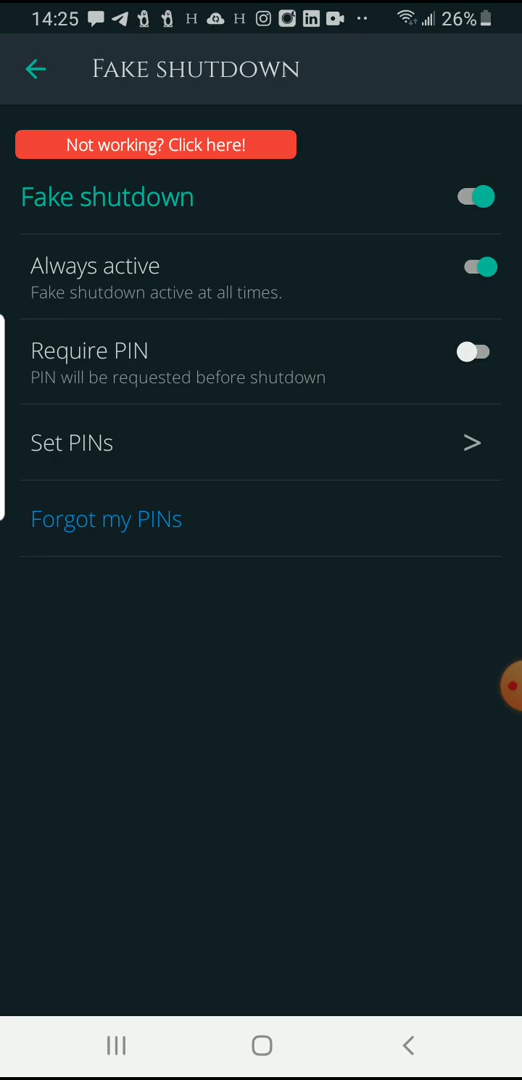 14:25 H H 26%
FAKE SHUTDOWN
Not working? Click here!
Fake shutdown
Always active
Fake shutdown active at all times.
Require PIN
PIN will be requested before shutdown
Set PINs >
Forgot my PINs